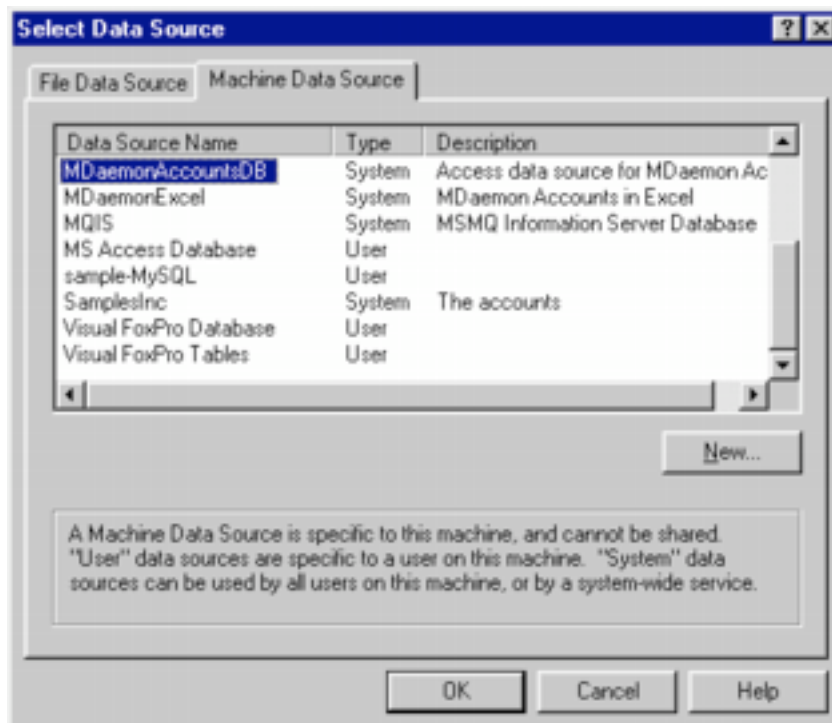 Select Data Source
File Data Source Machine Data Source
Data Source Name Type Description
MDaemonAccountsDB System Access data source for MDaemon Ac
MDaemonExcel System MDaemon Accounts in Excel
MQIS System MSMQ Information Server Database
MS Access Database User
sample-MySQL User
SamplesInc System The accounts
Visual FoxPro Database User
Visual FoxPro Tables User
New...
A Machine Data Source is specific to this machine, and cannot be shared.
"User" data sources are specific to a user on this machine. "System" data
sources can be used by all users on this machine, or by a system-wide service.
OK Cancel Help